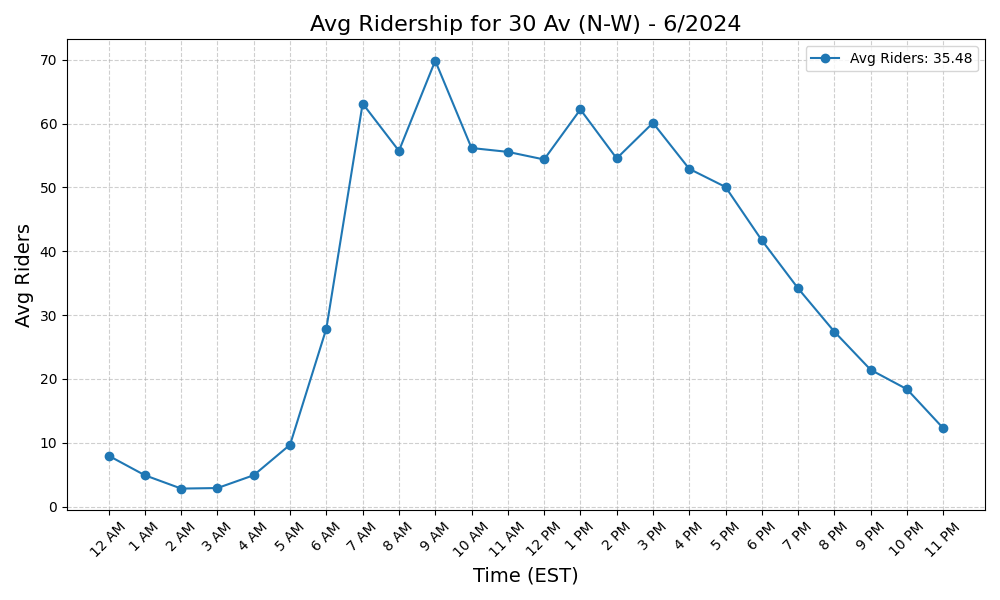 Avg Ridership for 30 Av (N-W) - 6/2024
Avg Riders: 35.48
Avg Riders
70
60
50
40
30
20
10
0
12 AM
1 AM
2 AM
3 AM
4 AM
5 AM
6 AM
7 AM
8 AM
9 AM
10 AM
11 AM
12 PM
1 PM
2 PM
3 PM
4 PM
5 PM
6 PM
7 PM
8 PM
9 PM
10 PM
11 PM
Time (EST)